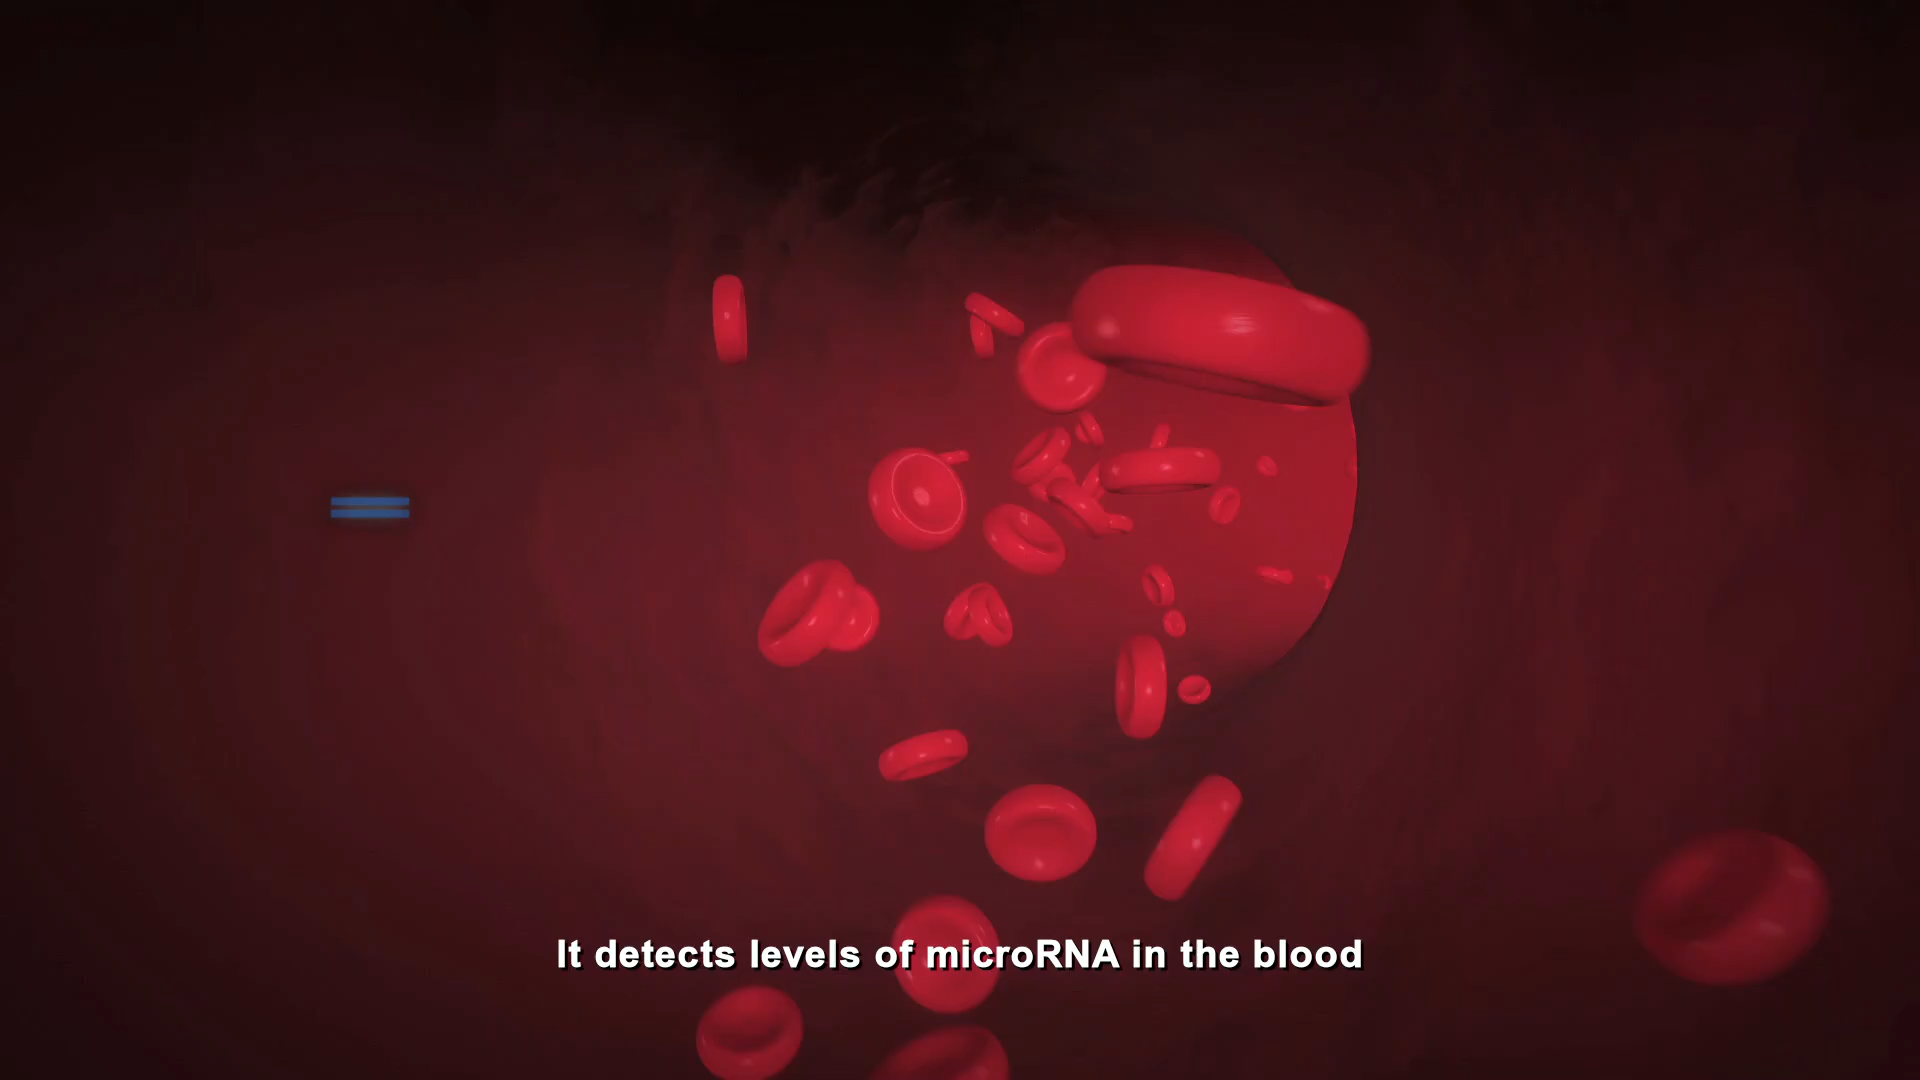 It detects levels of microRNA in the blood